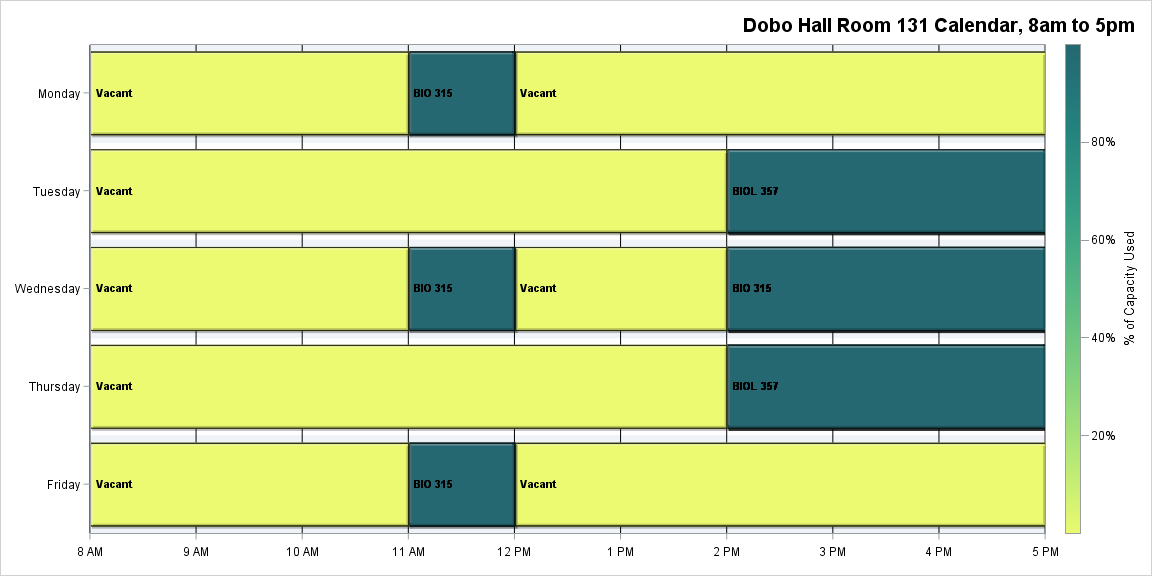 Dobo Hall Room 131 Calendar, 8am to 5pm
Monday Vacant BIO 315 Vacant
Tuesday Vacant BIOL 357
Wednesday Vacant BIO 315 Vacant BIO 315
Thursday Vacant BIOL 357
Friday Vacant BIO 315 Vacant
8 AM 9 AM 10 AM 11 AM 12 PM 1 PM 2 PM 3 PM 4 PM 5 PM
80%
60%
40%
20%
% of Capacity Used